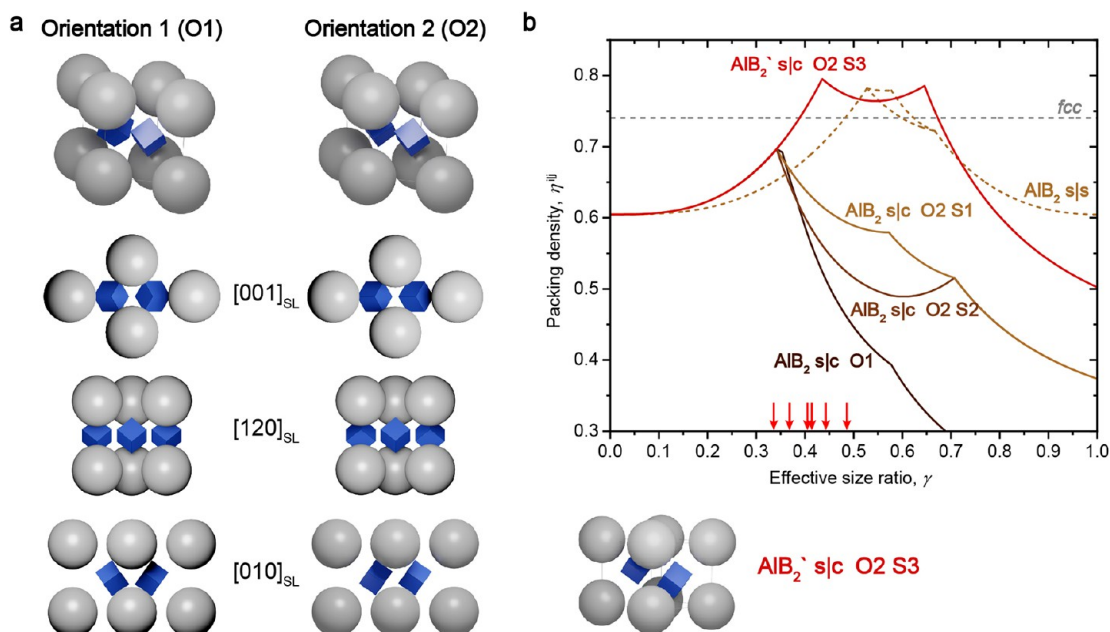 a
Orientation 1 (O1)
Orientation 2 (O2)
[001]SL
[1̄20]SL
[010]SL
b
Packing density, η^i|j
0.8
0.7
0.6
0.5
0.4
0.3
AlB2` s|c O2 S3
fcc
AlB2 s|s
AlB2 s|c O2 S1
AlB2 s|c O2 S2
AlB2 s|c O1
0.0 0.1 0.2 0.3 0.4 0.5 0.6 0.7 0.8 0.9 1.0
Effective size ratio, γ
AlB2` s|c O2 S3